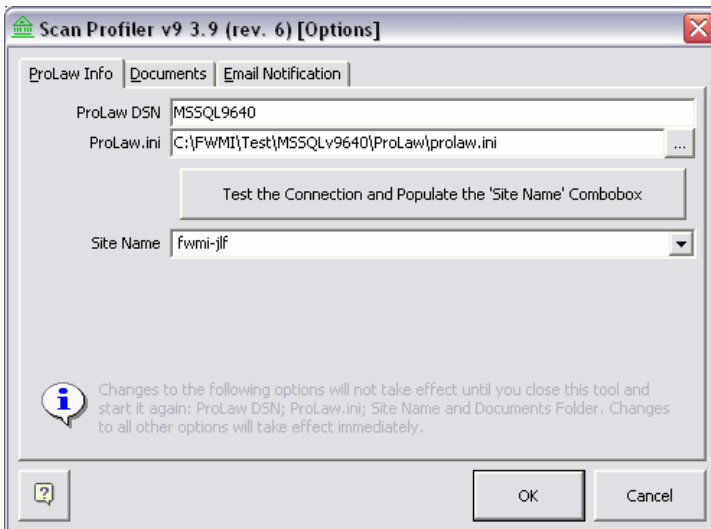 Scan Profiler v9 3.9 (rev. 6) [Options]
ProLaw Info Documents Email Notification
ProLaw DSN MSSQL9640
ProLaw.ini C:\FWMI\Test\MSSQLv9640\ProLaw\prolaw.ini ...
Test the Connection and Populate the 'Site Name' Combobox
Site Name fwmi-jlf
Changes to the following options will not take effect until you close this tool and
start it again: ProLaw DSN; ProLaw.ini; Site Name and Documents Folder. Changes
to all other options will take effect immediately.
OK Cancel